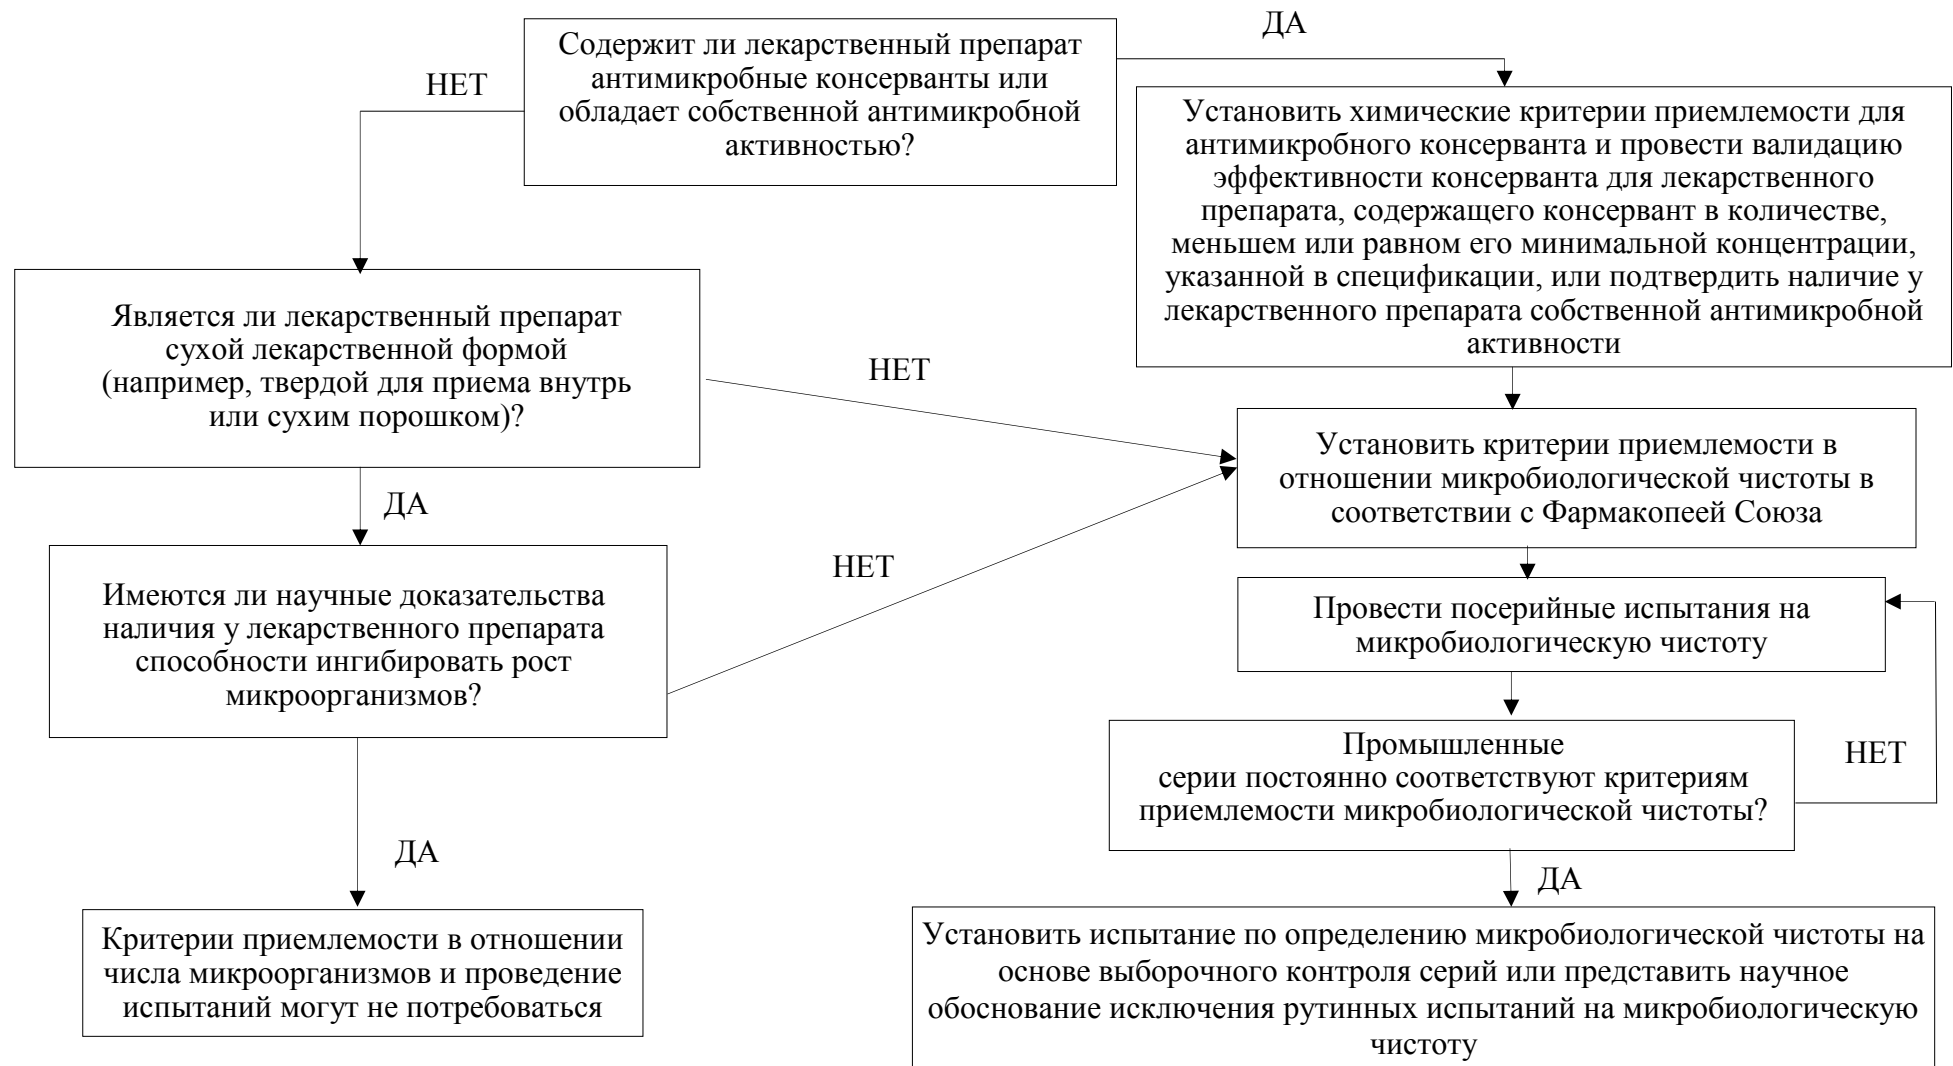 Содержит ли лекарственный препарат
антимикробные консерванты или
обладает собственной антимикробной
активностью?
НЕТ
ДА
Установить химические критерии приемлемости для
антимикробного консерванта и провести валидацию
эффективности консерванта для лекарственного
препарата, содержащего консервант в количестве,
меньшем или равном его минимальной концентрации,
указанной в спецификации, или подтвердить наличие у
лекарственного препарата собственной антимикробной
активности
Является ли лекарственный препарат
сухой лекарственной формой
(например, твердой для приема внутрь
или сухим порошком)?
НЕТ
ДА
Установить критерии приемлемости в
отношении микробиологической чистоты в
соответствии с Фармакопеей Союза
Имеются ли научные доказательства
наличия у лекарственного препарата
способности ингибировать рост
микроорганизмов?
НЕТ
ДА
Провести посерийные испытания на
микробиологическую чистоту
Промышленные
серии постоянно соответствуют критериям
приемлемости микробиологической чистоты?
НЕТ
ДА
Критерии приемлемости в отношении
числа микроорганизмов и проведение
испытаний могут не потребоваться
Установить испытание по определению микробиологической чистоты на
основе выборочного контроля серий или представить научное
обоснование исключения рутинных испытаний на микробиологическую
чистоту